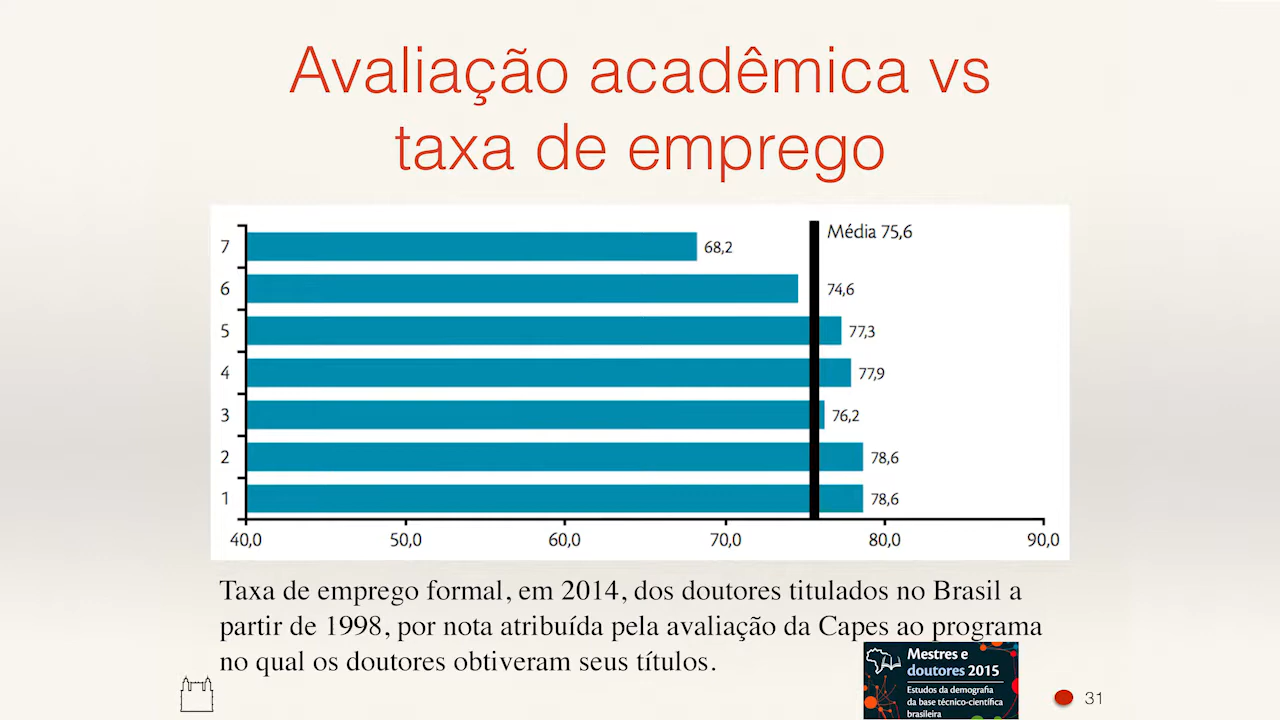 Avaliação acadêmica vs
taxa de emprego
Média 75,6
7 68,2
6 74,6
5 77,3
4 77,9
3 76,2
2 78,6
1 78,6
40,0 50,0 60,0 70,0 80,0 90,0
Taxa de emprego formal, em 2014, dos doutores titulados no Brasil a
partir de 1998, por nota atribuída pela avaliação da Capes ao programa
no qual os doutores obtiveram seus títulos.
Mestres e
doutores 2015
Estudos da demografia
da base técnico-científica
brasileira
31